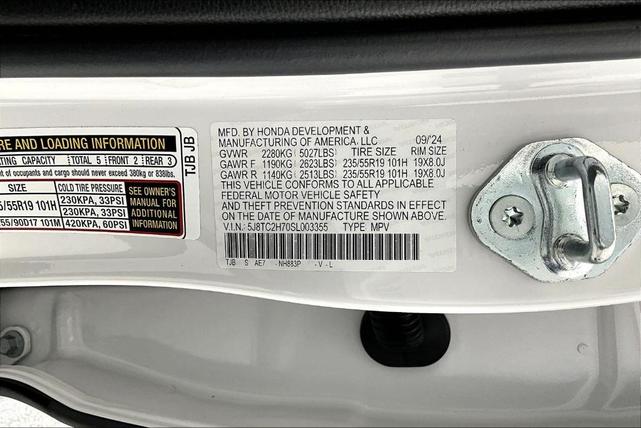 RE AND LOADING INFORMATION
ATING CAPACITY TOTAL 5 FRONT 2 REAR 3
of occupants and cargo should never exceed 380kg or 838lbs.
SIZE COLD TIRE PRESSURE
/55R19 101H 230KPA, 33PSI
230KPA, 33PSI
55/90D17 101M 420KPA, 60PSI
SEE OWNER'S
MANUAL FOR
ADDITIONAL
INFORMATION
TJB JB
MFD. BY HONDA DEVELOPMENT &
MANUFACTURING OF AMERICA, LLC 09/'24
GVWR 2280KG(5027LBS) TIRE SIZE RIM SIZE
GAWR F 1190KG(2623LBS) 235/55R19 101H 19X8.0J
GAWR R 1140KG(2513LBS) 235/55R19 101H 19X8.0J
THIS VEHICLE CONFORMS TO ALL APPLICABLE
FEDERAL MOTOR VEHICLE SAFETY
AND THEFT PREVENTION STANDARDS IN
EFFECT ON THE DATE OF MANUFACTURE SHOWN ABOVE.
V.I.N.: 5J8TC2H70SL003355 TYPE: MPV
TJB S AE7 NH883P - V - L